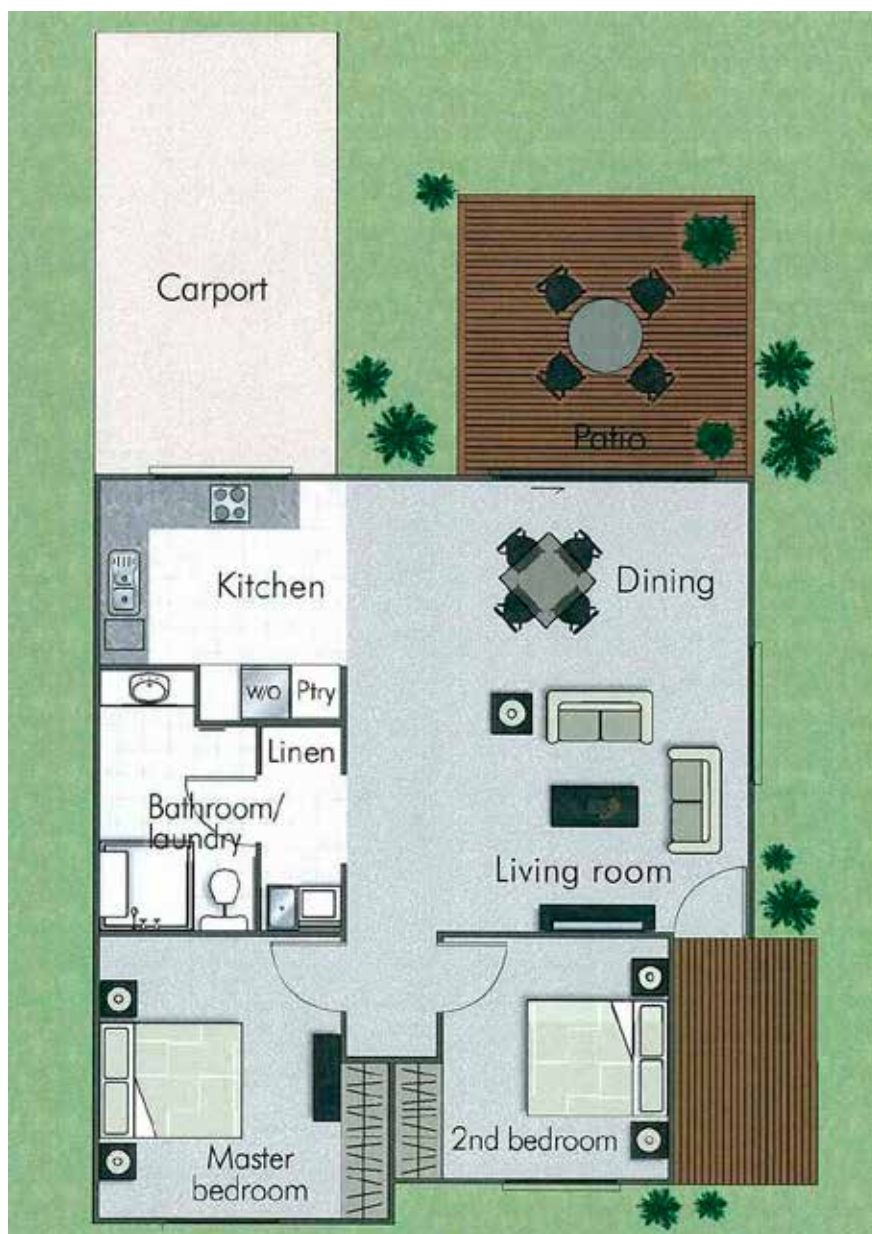 Carport
Patio
Kitchen
Dining
W/O
Ptry
Linen
Bathroom/
laundry
Living room
Master
bedroom
2nd bedroom